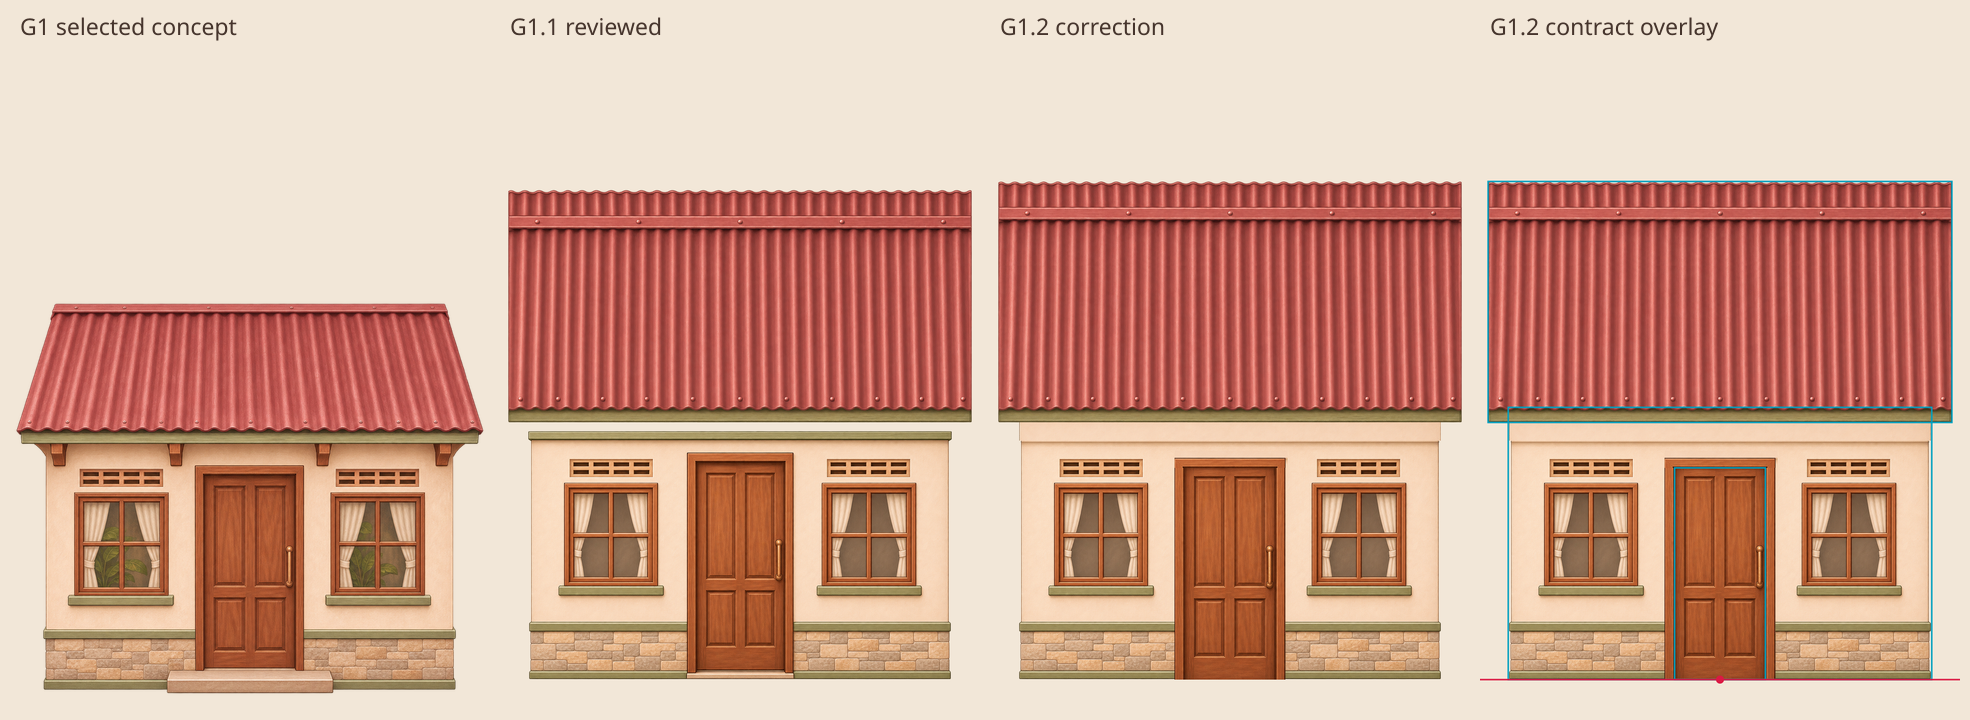 G1 selected concept
G1.1 reviewed
G1.2 correction
G1.2 contract overlay